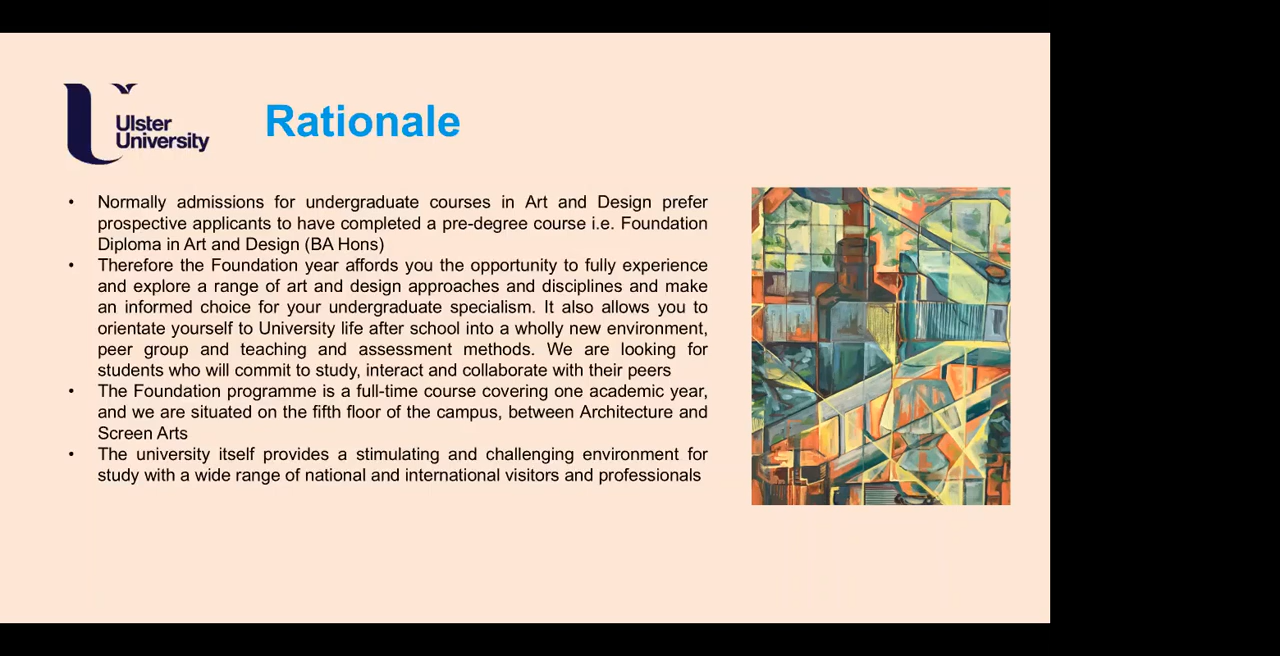 Ulster
University
Rationale
• Normally admissions for undergraduate courses in Art and Design prefer
prospective applicants to have completed a pre-degree course i.e. Foundation
Diploma in Art and Design (BA Hons)
• Therefore the Foundation year affords you the opportunity to fully experience
and explore a range of art and design approaches and disciplines and make
an informed choice for your undergraduate specialism. It also allows you to
orientate yourself to University life after school into a wholly new environment,
peer group and teaching and assessment methods. We are looking for
students who will commit to study, interact and collaborate with their peers
• The Foundation programme is a full-time course covering one academic year,
and we are situated on the fifth floor of the campus, between Architecture and
Screen Arts
• The university itself provides a stimulating and challenging environment for
study with a wide range of national and international visitors and professionals